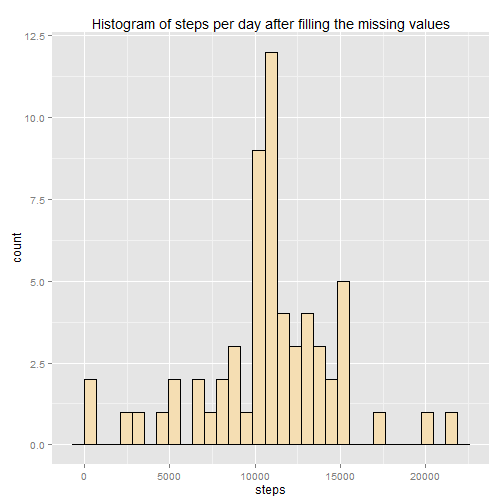 Histogram of steps per day after filling the missing values
12.5
10.0
7.5
5.0
2.5
0.0
count
0 5000 10000 15000 20000
steps